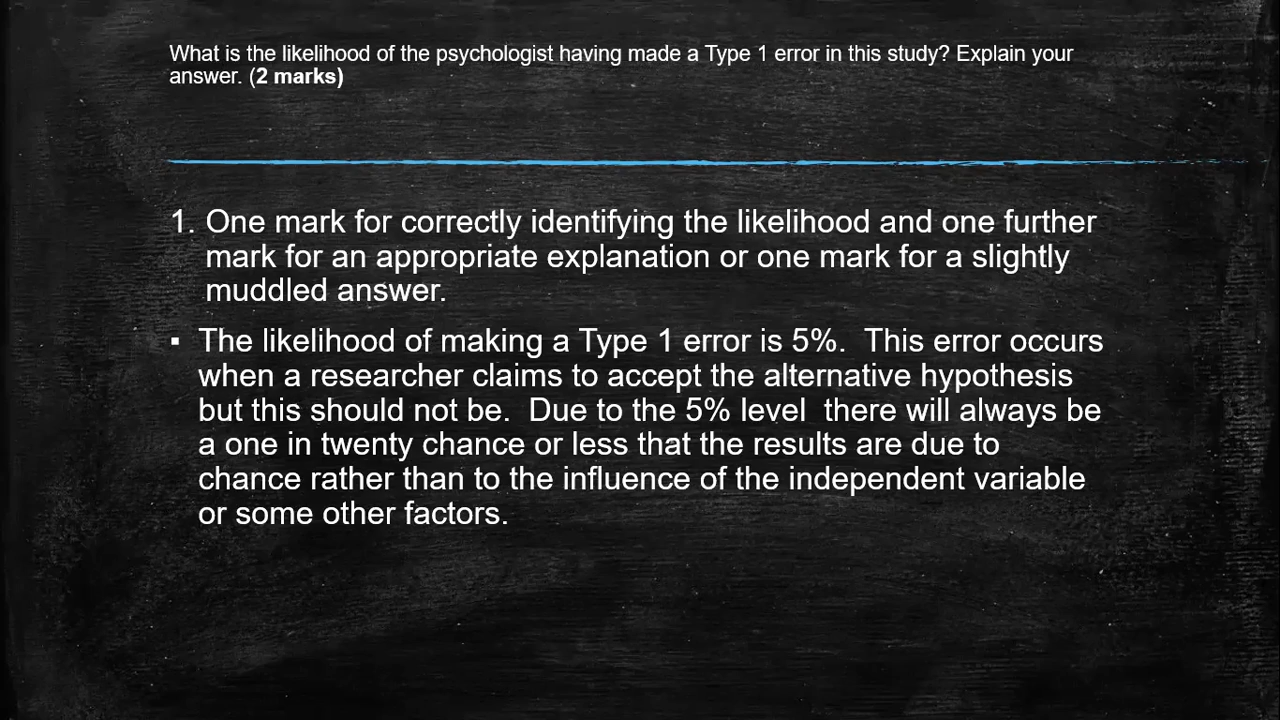 What is the likelihood of the psychologist having made a Type 1 error in this study? Explain your
answer. (2 marks)
1. One mark for correctly identifying the likelihood and one further
mark for an appropriate explanation or one mark for a slightly
muddled answer.
▪ The likelihood of making a Type 1 error is 5%.  This error occurs
when a researcher claims to accept the alternative hypothesis
but this should not be.  Due to the 5% level  there will always be
a one in twenty chance or less that the results are due to
chance rather than to the influence of the independent variable
or some other factors.